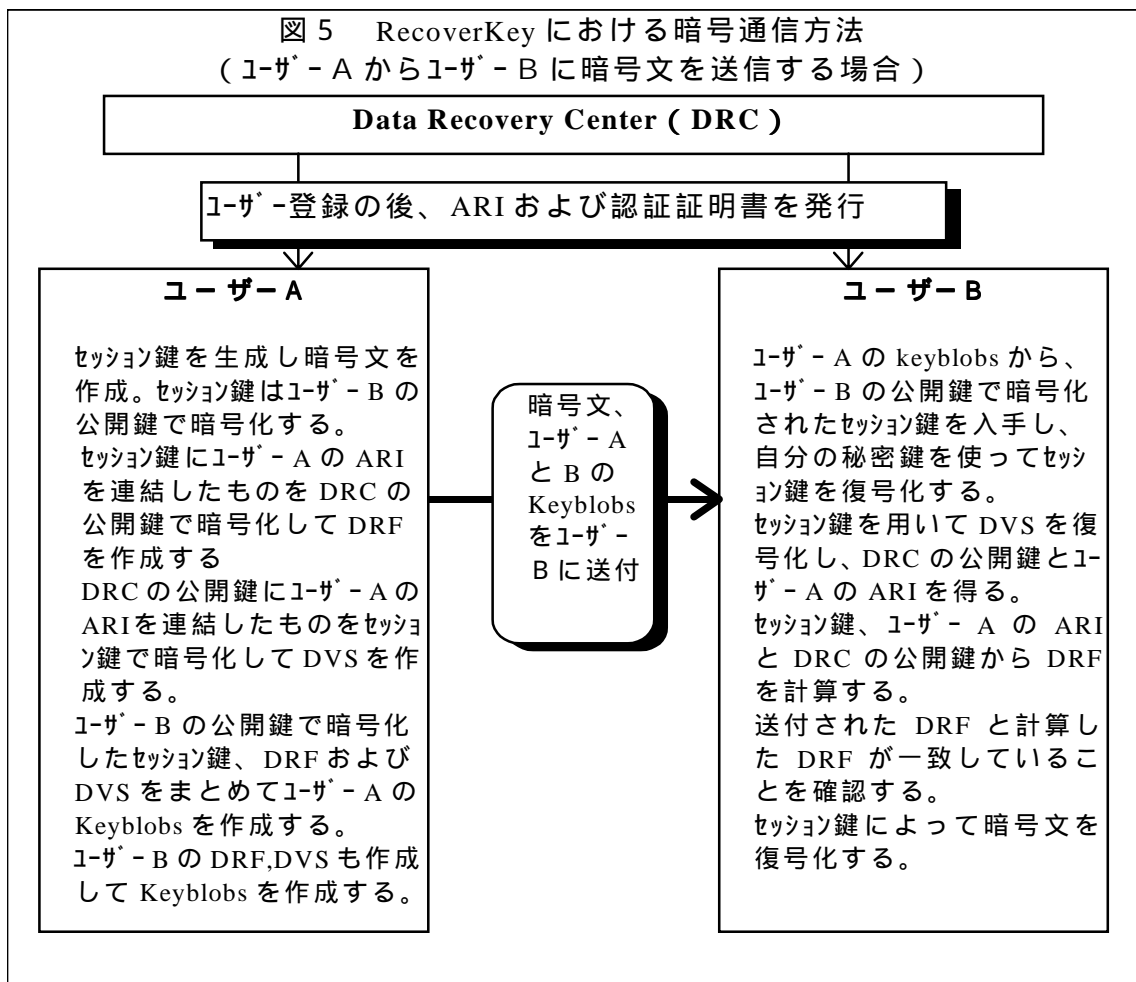 図５　RecoverKey における暗号通信方法
（ﾕｰｻﾞｰＡからﾕｰｻﾞｰＢに暗号文を送信する場合）
Data Recovery Center（DRC）
ﾕｰｻﾞｰ登録の後、ARI および認証証明書を発行
ユーザーA
ｾｯｼｮﾝ鍵を生成し暗号文を
作成。ｾｯｼｮﾝ鍵はﾕｰｻﾞｰＢの
公開鍵で暗号化する。
ｾｯｼｮﾝ鍵にﾕｰｻﾞｰＡの ARI
を連結したものを DRC の
公開鍵で暗号化して DRF
を作成する
DRC の公開鍵にﾕｰｻﾞｰＡの
ARIを連結したものをｾｯｼｮ
ﾝ鍵で暗号化して DVS を作
成する。
ﾕｰｻﾞｰＢの公開鍵で暗号化
したｾｯｼｮﾝ鍵、DRF および
DVS をまとめてﾕｰｻﾞｰＡの
Keyblobs を作成する。
ﾕｰｻﾞｰＢの DRF,DVS も作成
して Keyblobs を作成する。
暗号文、
ﾕｰｻﾞｰＡ
とＢの
Keyblobs
をﾕｰｻﾞｰ
Ｂに送付
ユーザーB
ﾕｰｻﾞｰＡの keyblobs から、
ﾕｰｻﾞｰＢの公開鍵で暗号化
されたｾｯｼｮﾝ鍵を入手し、
自分の秘密鍵を使ってｾｯｼ
ｮﾝ鍵を復号化する。
ｾｯｼｮﾝ鍵を用いて DVS を復
号化し、DRC の公開鍵とﾕｰ
ｻﾞｰＡの ARI を得る。
ｾｯｼｮﾝ鍵、ﾕｰｻﾞｰＡの ARI
と DRC の公開鍵から DRF
を計算する。
送付された DRF と計算し
た DRF が一致しているこ
とを確認する。
ｾｯｼｮﾝ鍵によって暗号文を
復号化する。